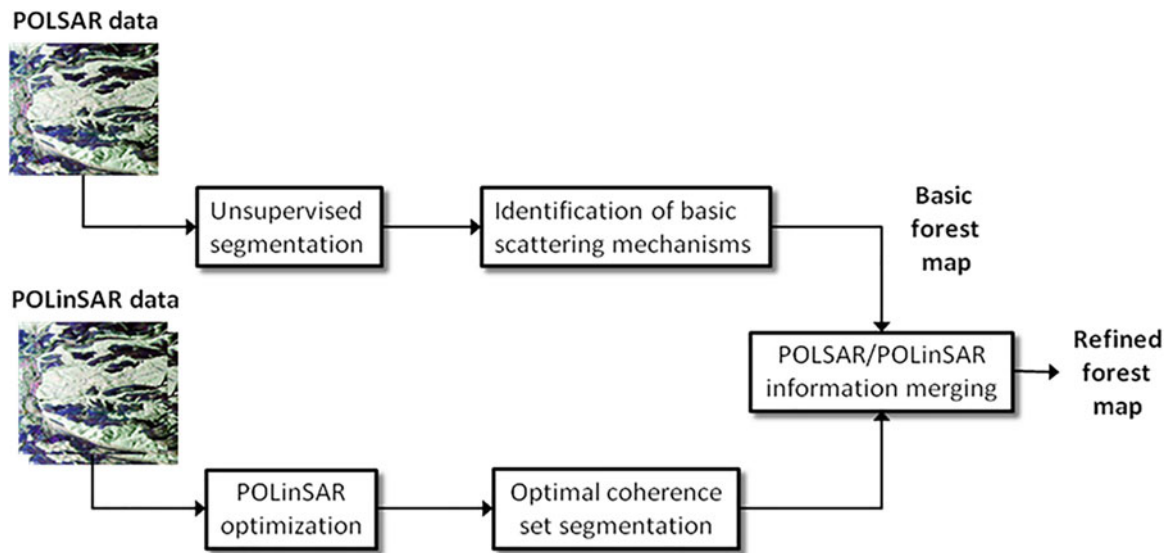 POLSAR data
Unsupervised
segmentation
Identification of basic
scattering mechanisms
Basic
forest
map
POLinSAR data
POLSAR/POLinSAR
information merging
Refined
forest
map
POLinSAR
optimization
Optimal coherence
set segmentation